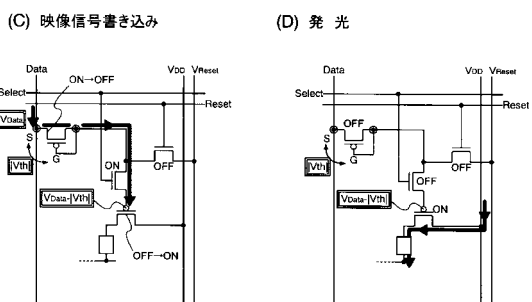 (C) 映像信号書き込み
Data
VDD VReset
Select
ON→OFF
Reset
VData
S
G
|Vth|
ON
OFF
VData-|Vth|
OFF→ON
(D) 発 光
Data
VDD VReset
Select
Reset
OFF
S
G
|Vth|
OFF
OFF
VData-|Vth|
ON